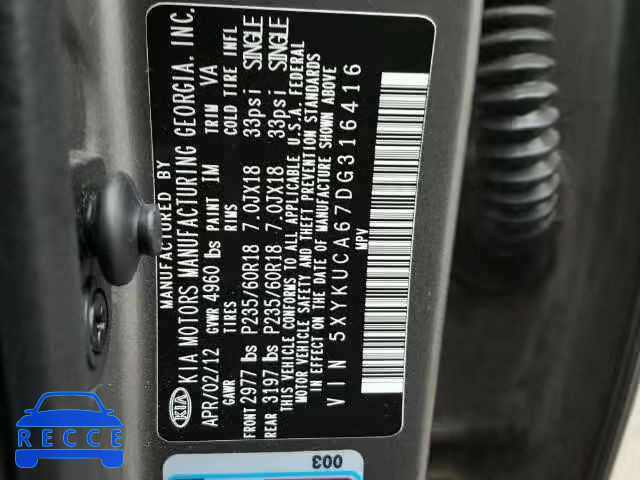 MANUFACTURED BY
KIA KIA MOTORS MANUFACTURING GEORGIA, INC.
APR/02/12 GVWR 4960 lbs PAINT 1M TRIM VA
GAWR TIRES RIMS COLD TIRE INFL
FRONT 2977 lbs P235/60R18 7.0JX18 33psi SINGLE
REAR 3197 lbs P235/60R18 7.0JX18 33psi SINGLE
THIS VEHICLE CONFORMS TO ALL APPLICABLE U.S.A. FEDERAL
MOTOR VEHICLE SAFETY AND THEFT PREVENTION STANDARDS
IN EFFECT ON THE DATE OF MANUFACTURE SHOWN ABOVE
VIN 5XYKUCA67DG316416
MPV
003
RECCE